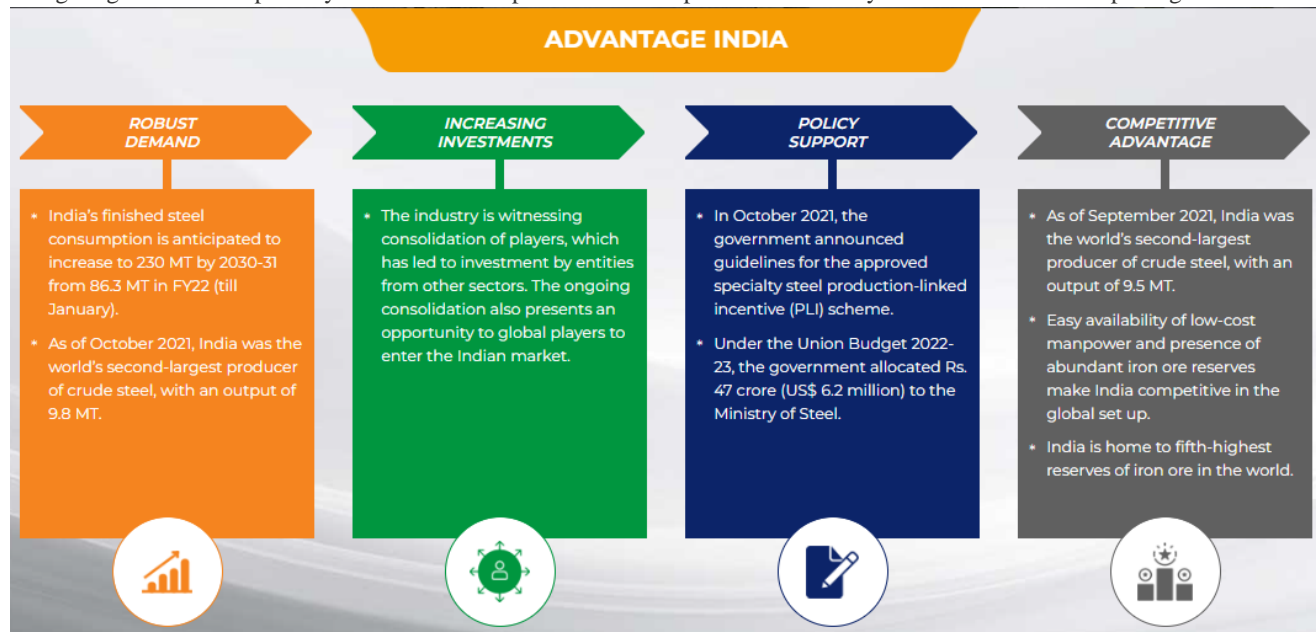 ADVANTAGE INDIA
ROBUST
DEMAND
* India's finished steel
consumption is anticipated to
increase to 230 MT by 2030-31
from 86.3 MT in FY22 (till
January).
* As of October 2021, India was the
world's second-largest producer
of crude steel, with an output of
9.8 MT.
INCREASING
INVESTMENTS
* The industry is witnessing
consolidation of players, which
has led to investment by entities
from other sectors. The ongoing
consolidation also presents an
opportunity to global players to
enter the Indian market.
POLICY
SUPPORT
* In October 2021, the
government announced
guidelines for the approved
specialty steel production-linked
incentive (PLI) scheme.
* Under the Union Budget 2022-
23, the government allocated Rs.
47 crore (US$ 6.2 million) to the
Ministry of Steel.
COMPETITIVE
ADVANTAGE
* As of September 2021, India was
the world's second-largest
producer of crude steel, with an
output of 9.5 MT.
* Easy availability of low-cost
manpower and presence of
abundant iron ore reserves
make India competitive in the
global set up.
* India is home to fifth-highest
reserves of iron ore in the world.